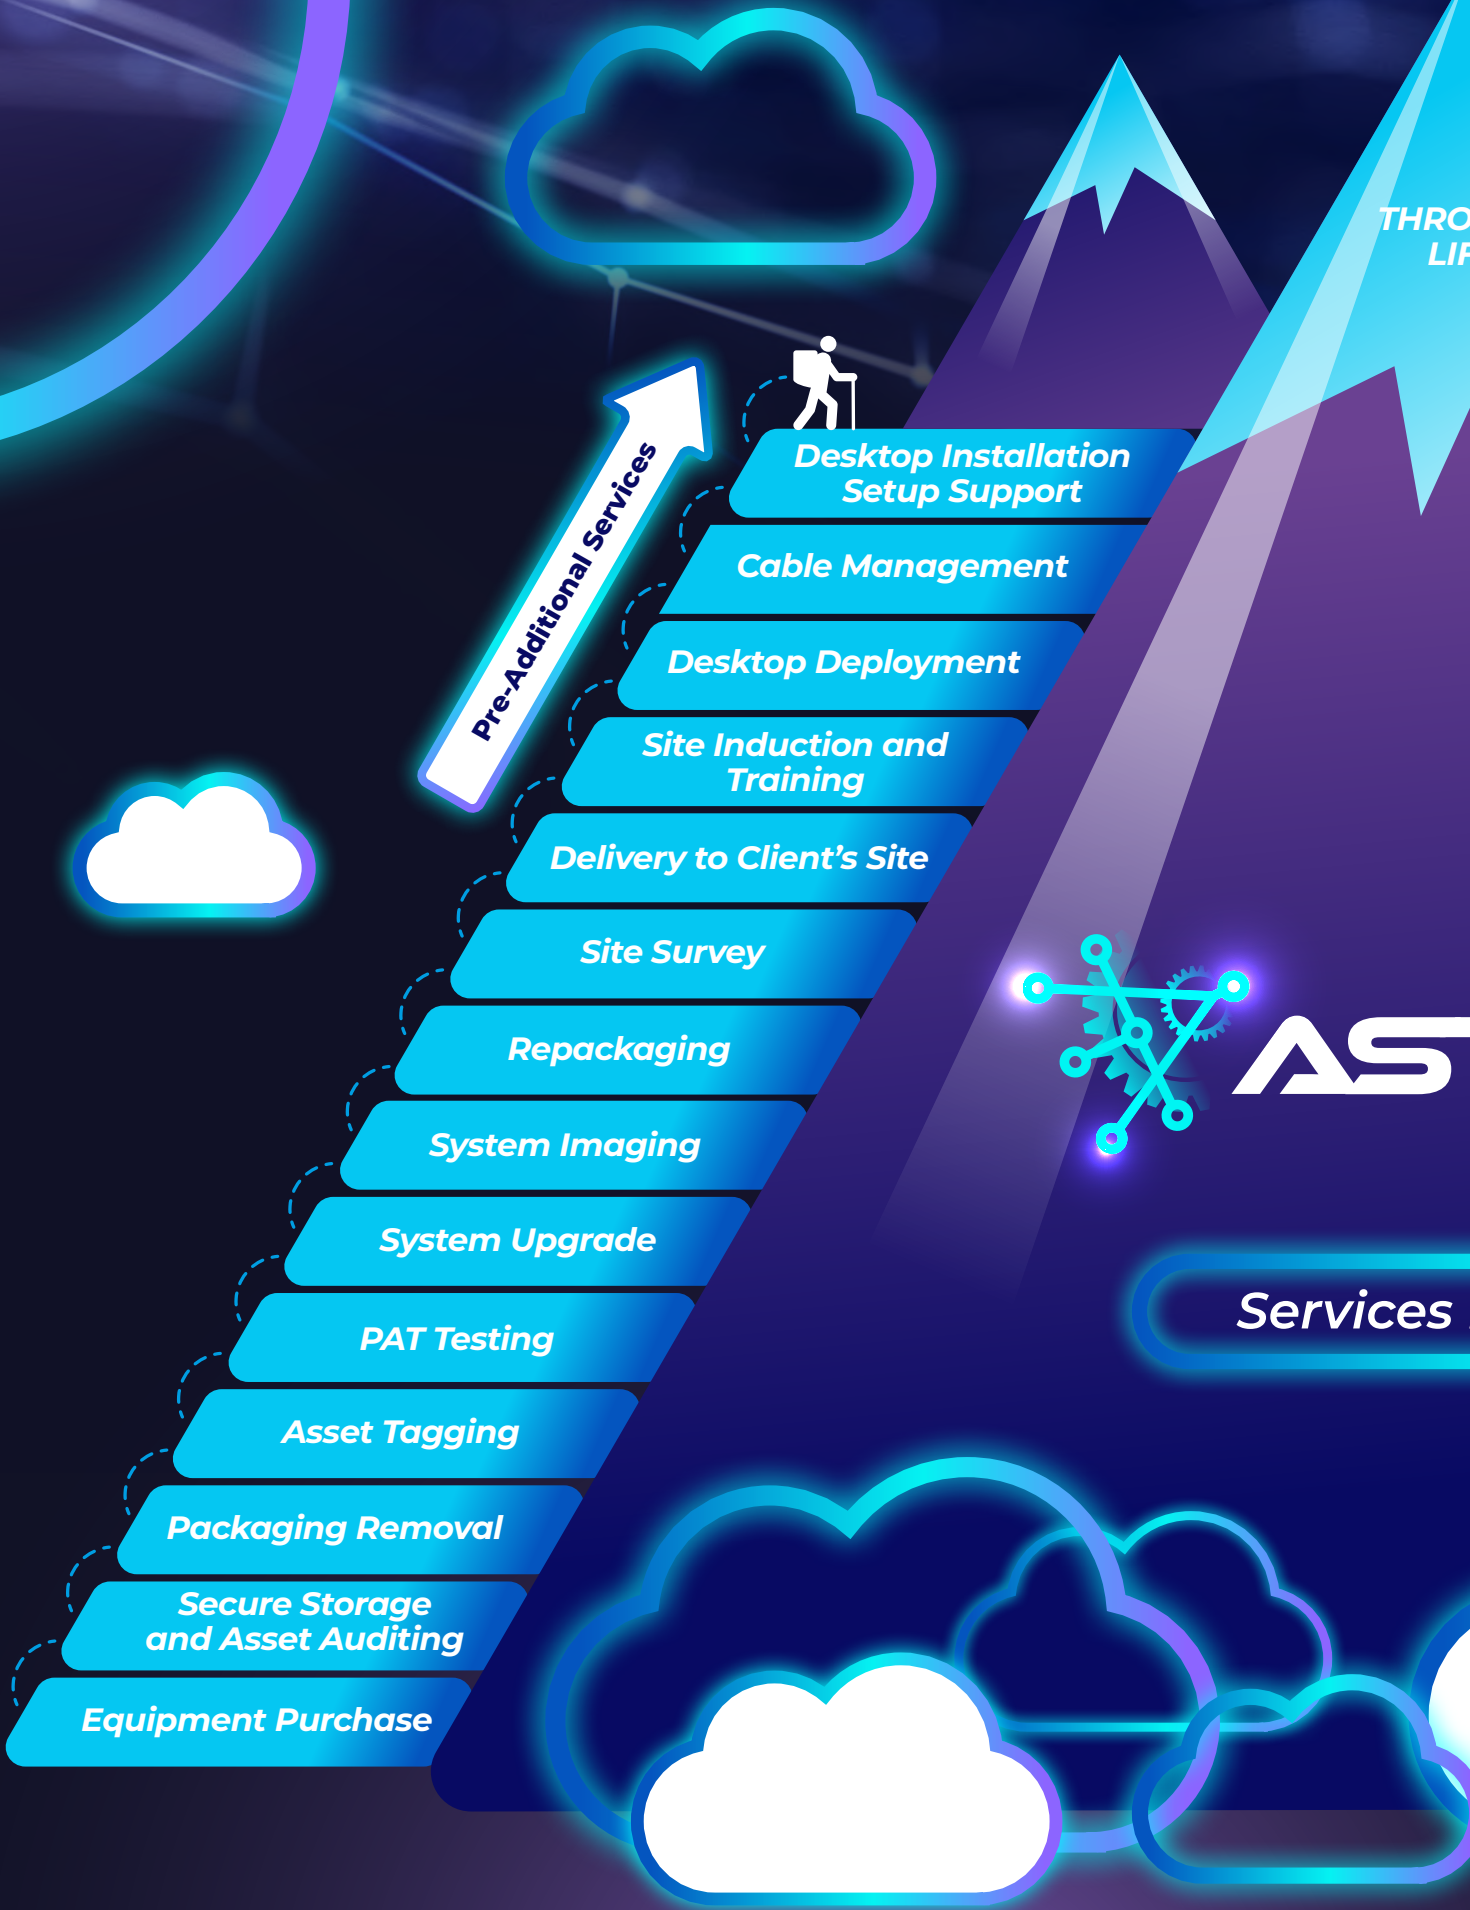 THRO
LIF
Pre-Additional Services
Desktop Installation
Setup Support
Cable Management
Desktop Deployment
Site Induction and
Training
Delivery to Client's Site
Site Survey
Repackaging
System Imaging
AS
System Upgrade
Services
PAT Testing
Asset Tagging
Packaging Removal
Secure Storage
and Asset Auditing
Equipment Purchase